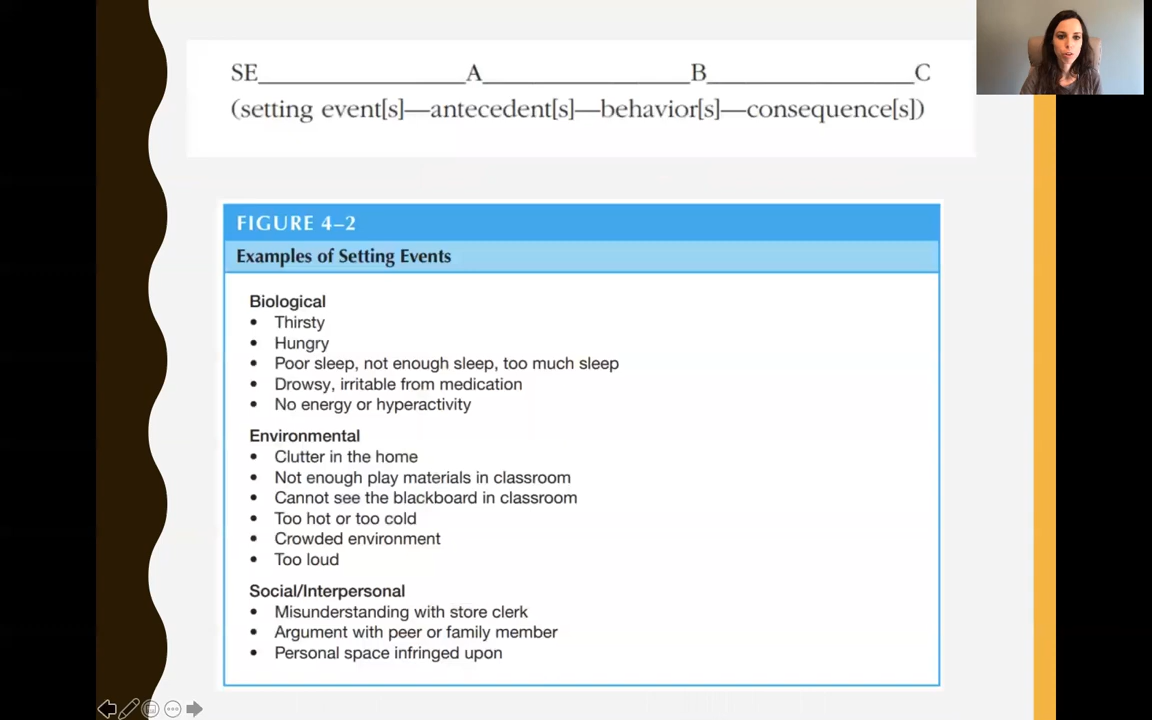 SE________________A________________B________________C
(setting event[s]—antecedent[s]—behavior[s]—consequence[s])
FIGURE 4–2
Examples of Setting Events
Biological
• Thirsty
• Hungry
• Poor sleep, not enough sleep, too much sleep
• Drowsy, irritable from medication
• No energy or hyperactivity
Environmental
• Clutter in the home
• Not enough play materials in classroom
• Cannot see the blackboard in classroom
• Too hot or too cold
• Crowded environment
• Too loud
Social/Interpersonal
• Misunderstanding with store clerk
• Argument with peer or family member
• Personal space infringed upon